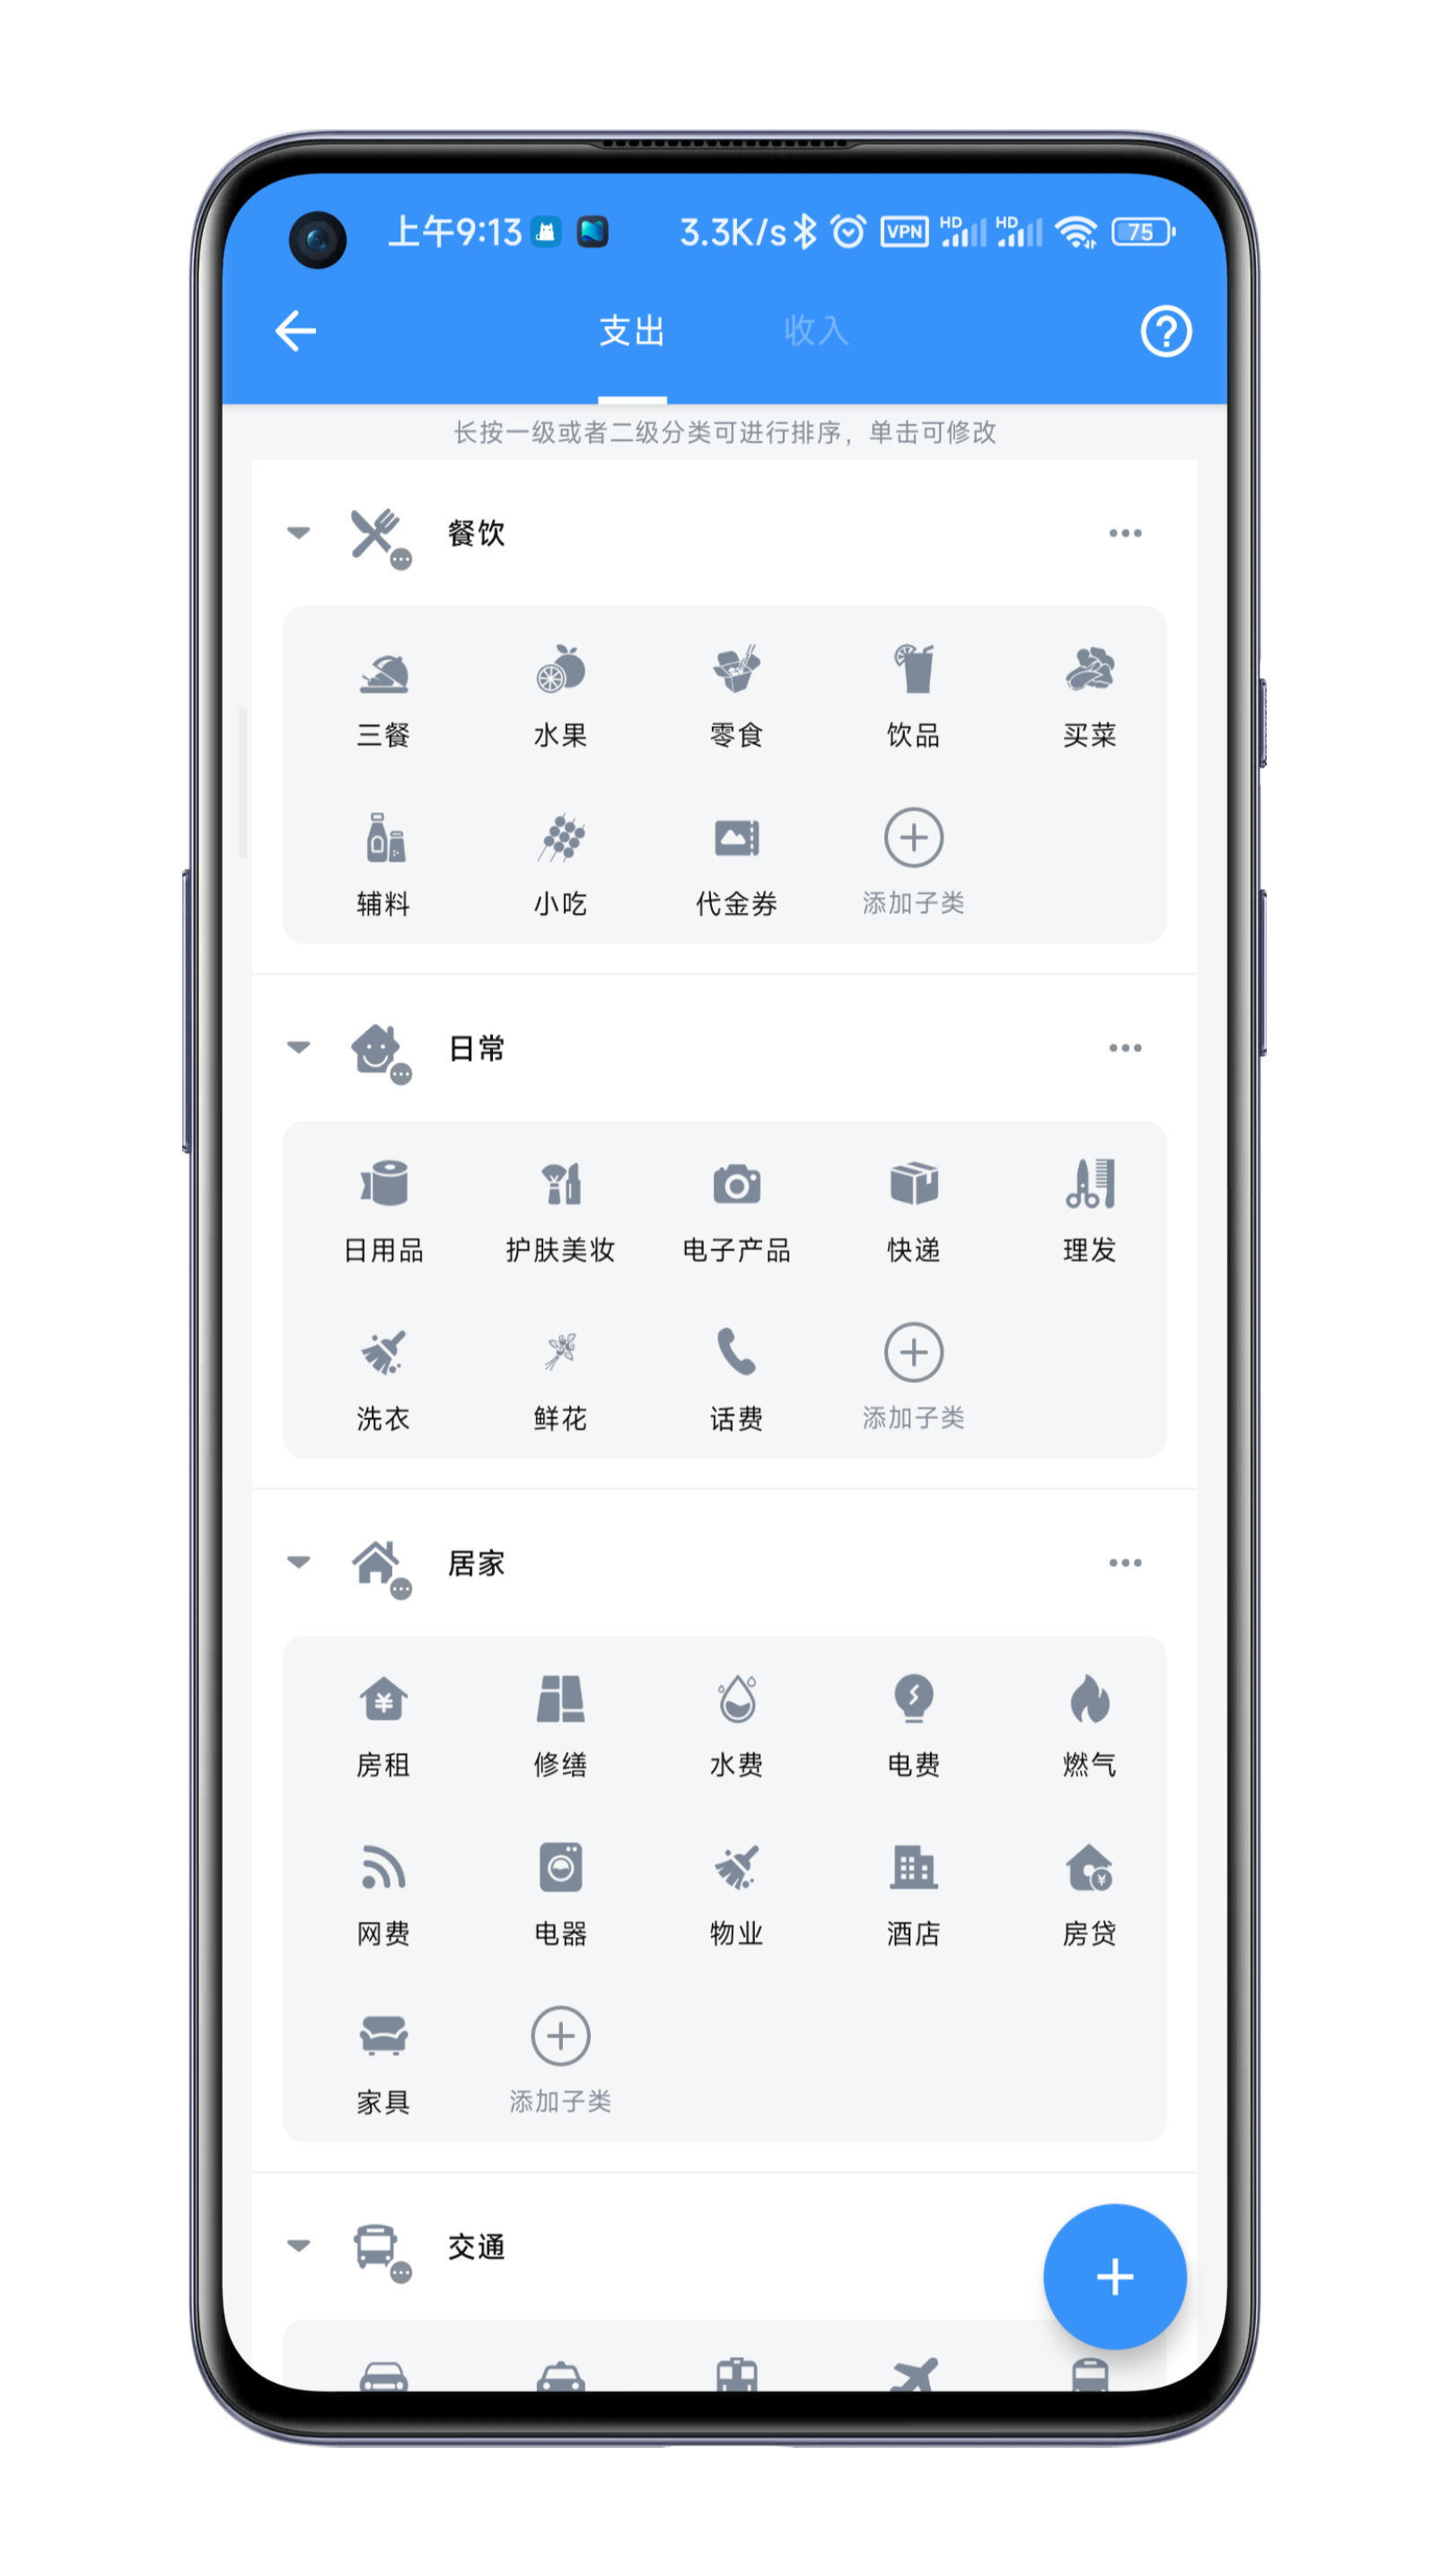 上午9:13 3.3K/s VPN HD HD 75
支出 收入
长按一级或者二级分类可进行排序，单击可修改
餐饮
三餐 水果 零食 饮品 买菜
辅料 小吃 代金券 添加子类
日常
日用品 护肤美妆 电子产品 快递 理发
洗衣 鲜花 话费 添加子类
居家
房租 修缮 水费 电费 燃气
网费 电器 物业 酒店 房贷
家具 添加子类
交通